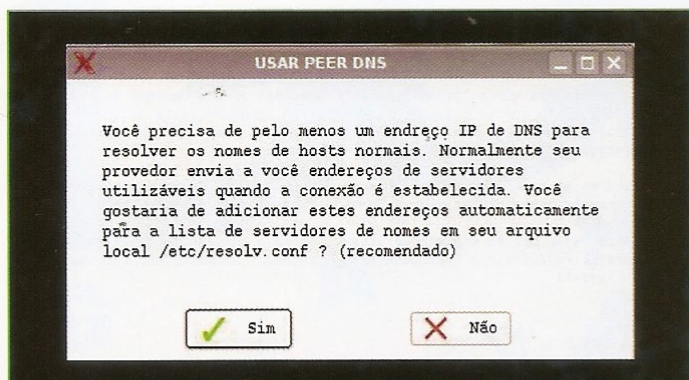 USAR PEER DNS
Você precisa de pelo menos um endreço IP de DNS para
resolver os nomes de hosts normais. Normalmente seu
provedor envia a você endereços de servidores
utilizáveis quando a conexão é estabelecida. Você
gostaria de adicionar estes endereços automaticamente
para a lista de servidores de nomes em seu arquivo
local /etc/resolv.conf ? (recomendado)
Sim
Não